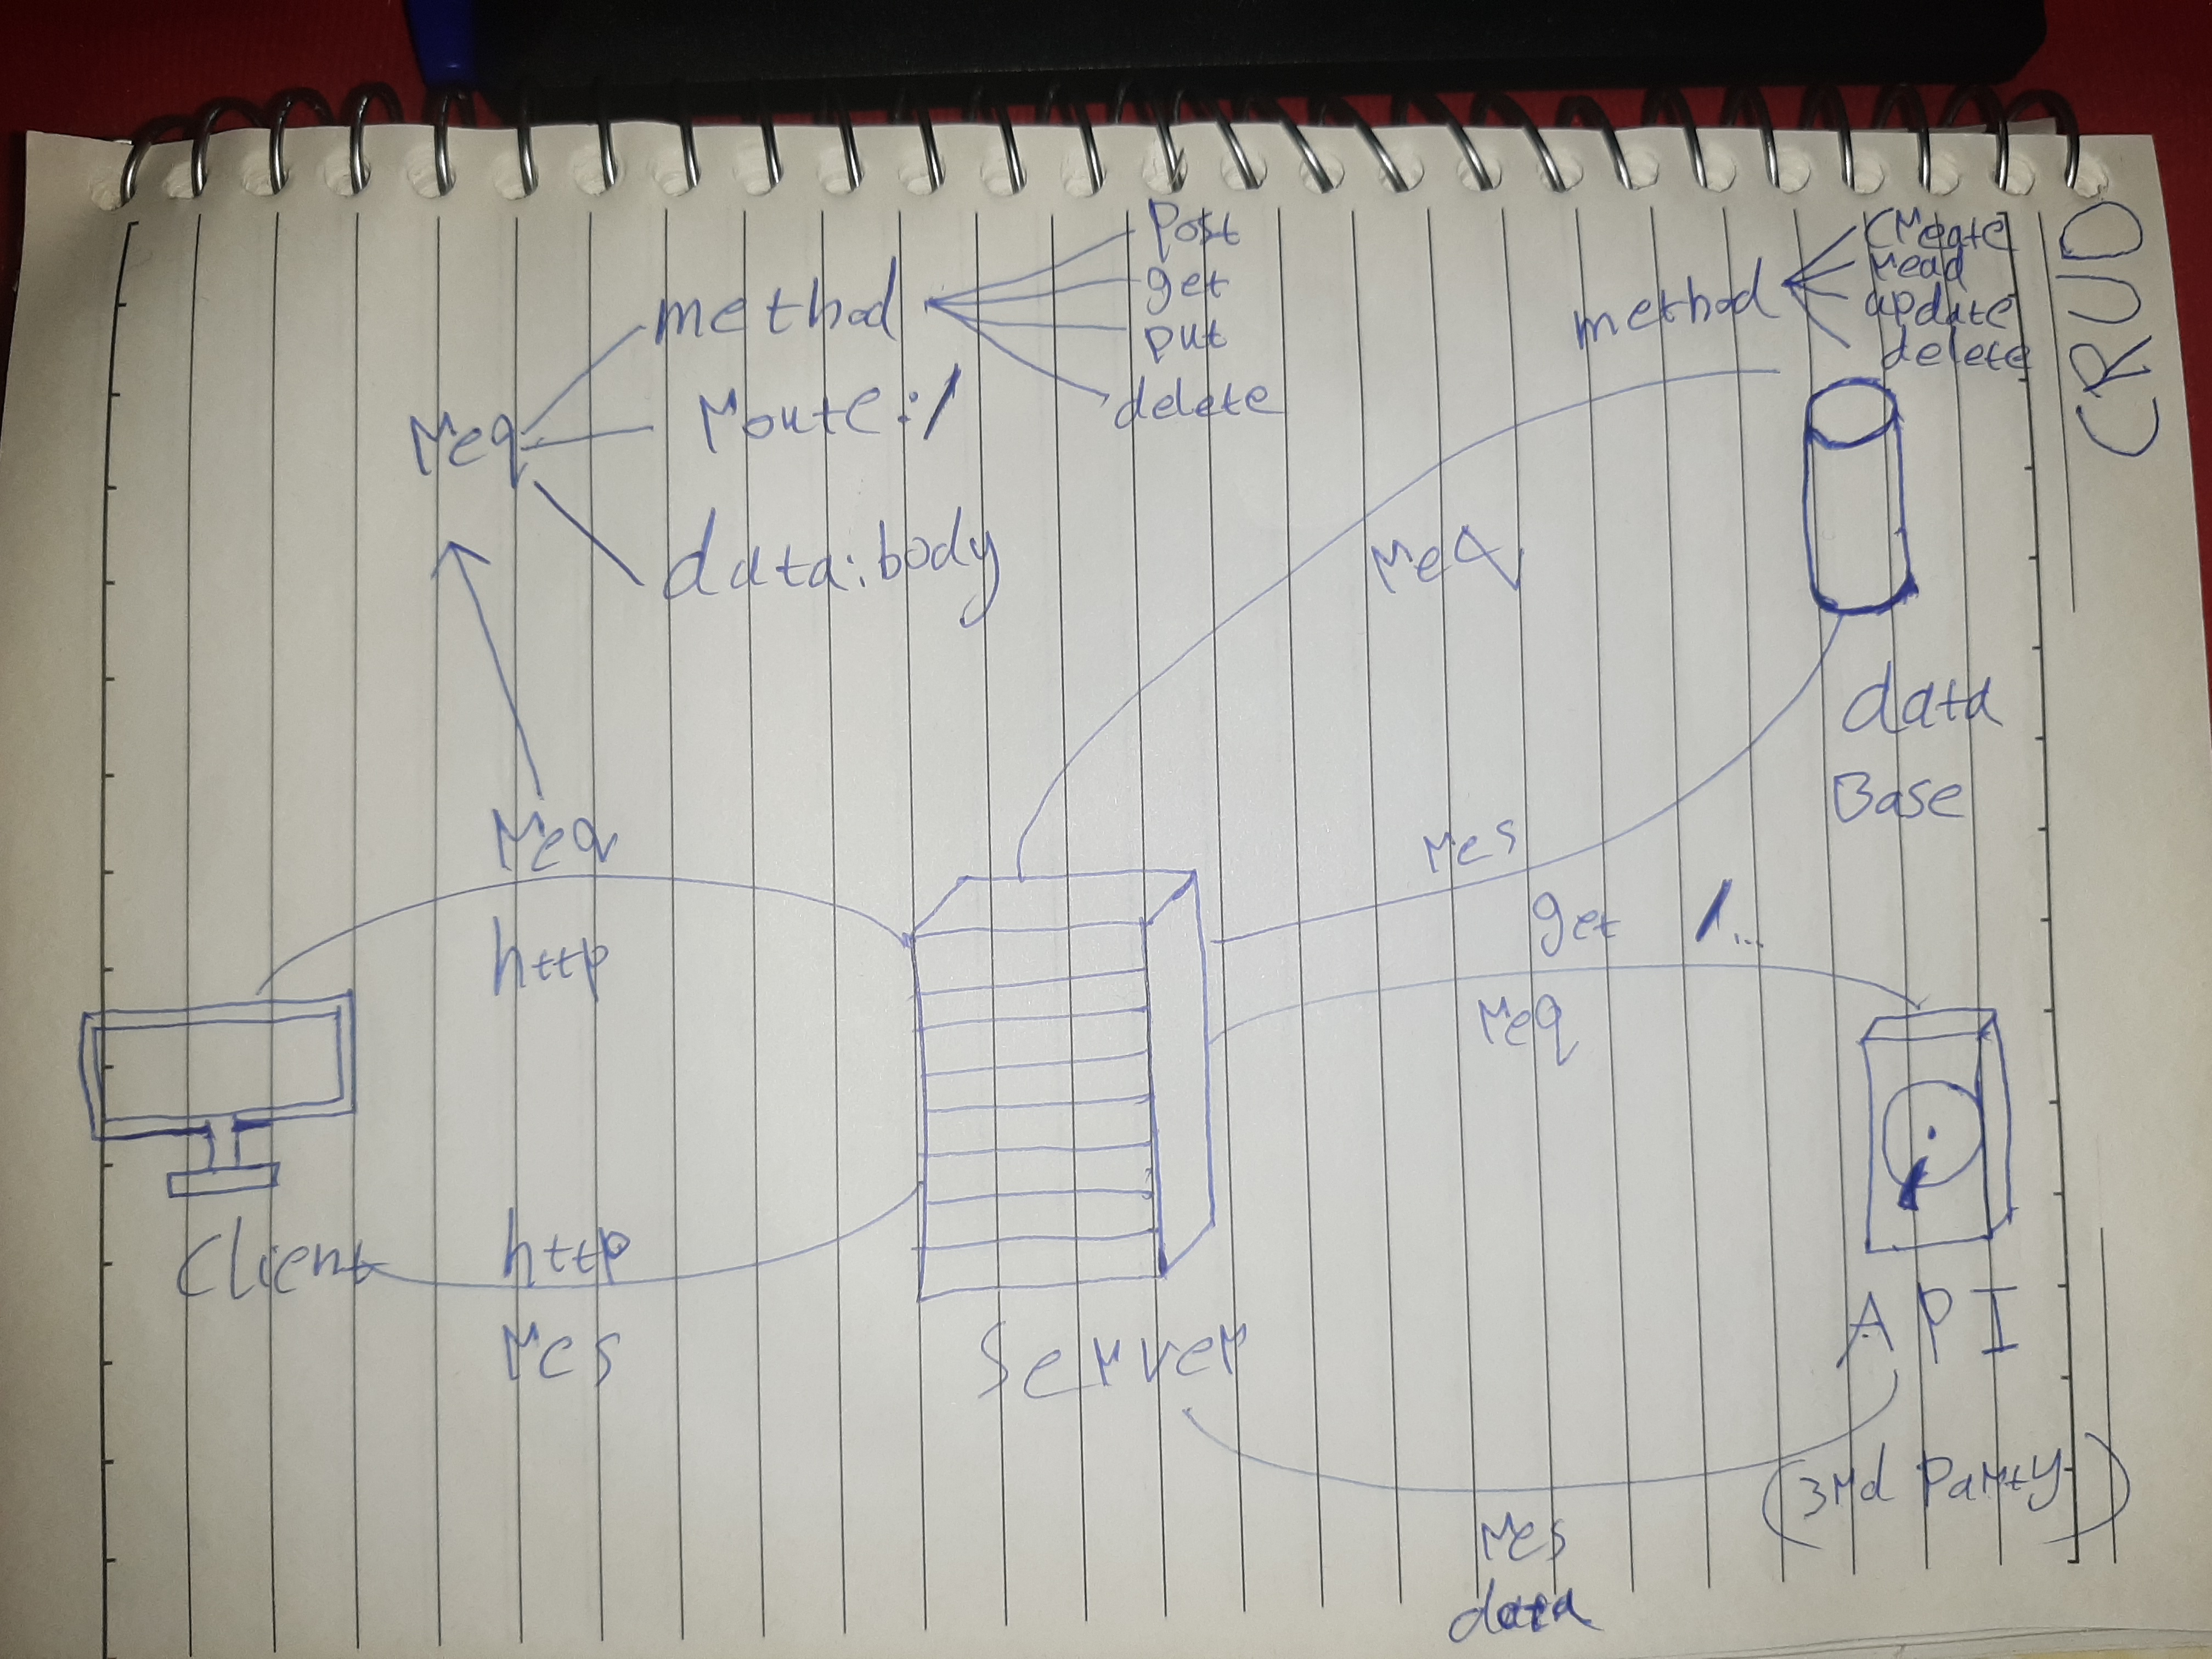 req
method
post
get
put
delete
route: /
data: body
method
create
read
update
delete
CRUD
req
http
http
res
Client
Server
req
res
get /...
req
data
Base
API
(3rd Party)
res
data